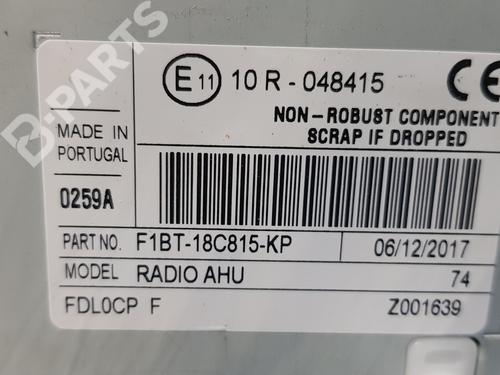 E 11 10 R - 048415 CE
NON-ROBUST COMPONENT
SCRAP IF DROPPED
MADE IN
PORTUGAL
0259A
PART NO. F1BT-18C815-KP 06/12/2017
MODEL RADIO AHU 74
FDL0CP F Z001639
B-PARTS